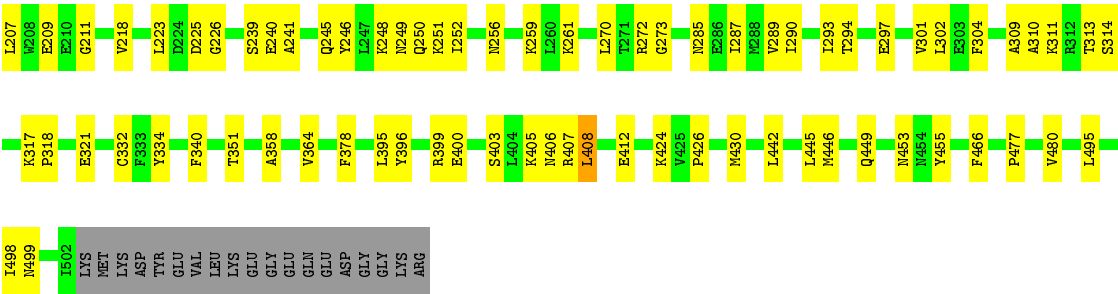 L207 W208 E209 E210 G211 V218 L223 D224 D225 G226 S239 E240 A241 Q245 Y246 L247 K248 N249 Q250 K251 I252 N256 K259 L260 K261 L270 T271 R272 G273 N285 E286 I287 M288 V289 I290 I293 T294 E297 V301 L302 E303 F304 A309 A310 K311 R312 T313 S314
K317 P318 E321 G332 F333 Y334 F340 T351 A358 V364 F378 L395 Y396 R399 E400 S403 L404 K405 N406 R407 L408 E412 K424 V425 P426 M430 L442 L445 M446 Q449 N453 N454 Y455 F466 P477 V480 L495
I498 N499 I502 LYS MET LYS ASP TYR GLU VAL LEU LYS GLU GLY GLU GLN GLU ASP GLY GLY LYS ARG